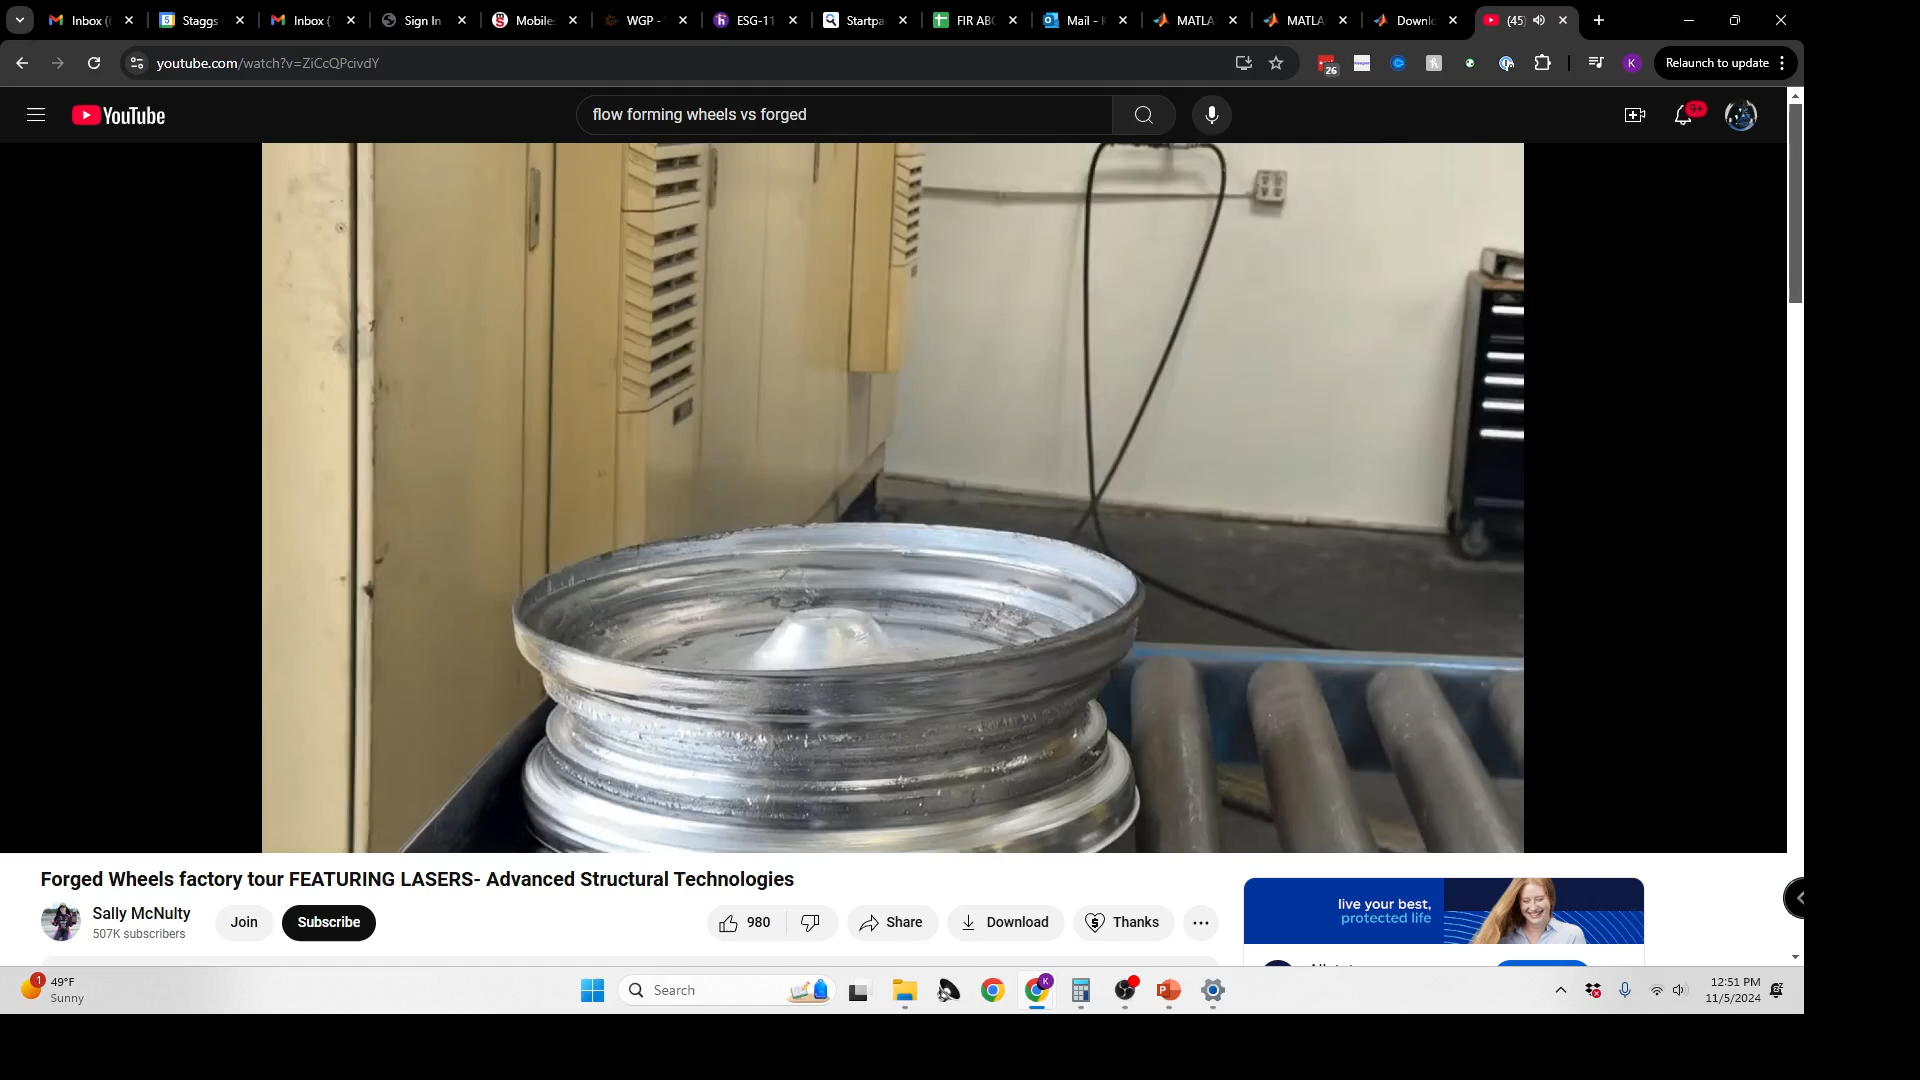 Inbox (
Staggs
Inbox (
Sign In
Mobile
WGP -
ESG-11
Startpa
FIR ABC
Mail -
MATLA
MATLA
Downlo
(45)
youtube.com/watch?v=ZiCcQPcivdY
26
K
Relaunch to update
YouTube
flow forming wheels vs forged
9+
Forged Wheels factory tour FEATURING LASERS- Advanced Structural Technologies
Sally McNulty
507K subscribers
Join
Subscribe
980
Share
Download
Thanks
live your best,
protected life
1
49°F
Sunny
Search
K
12:51 PM
11/5/2024